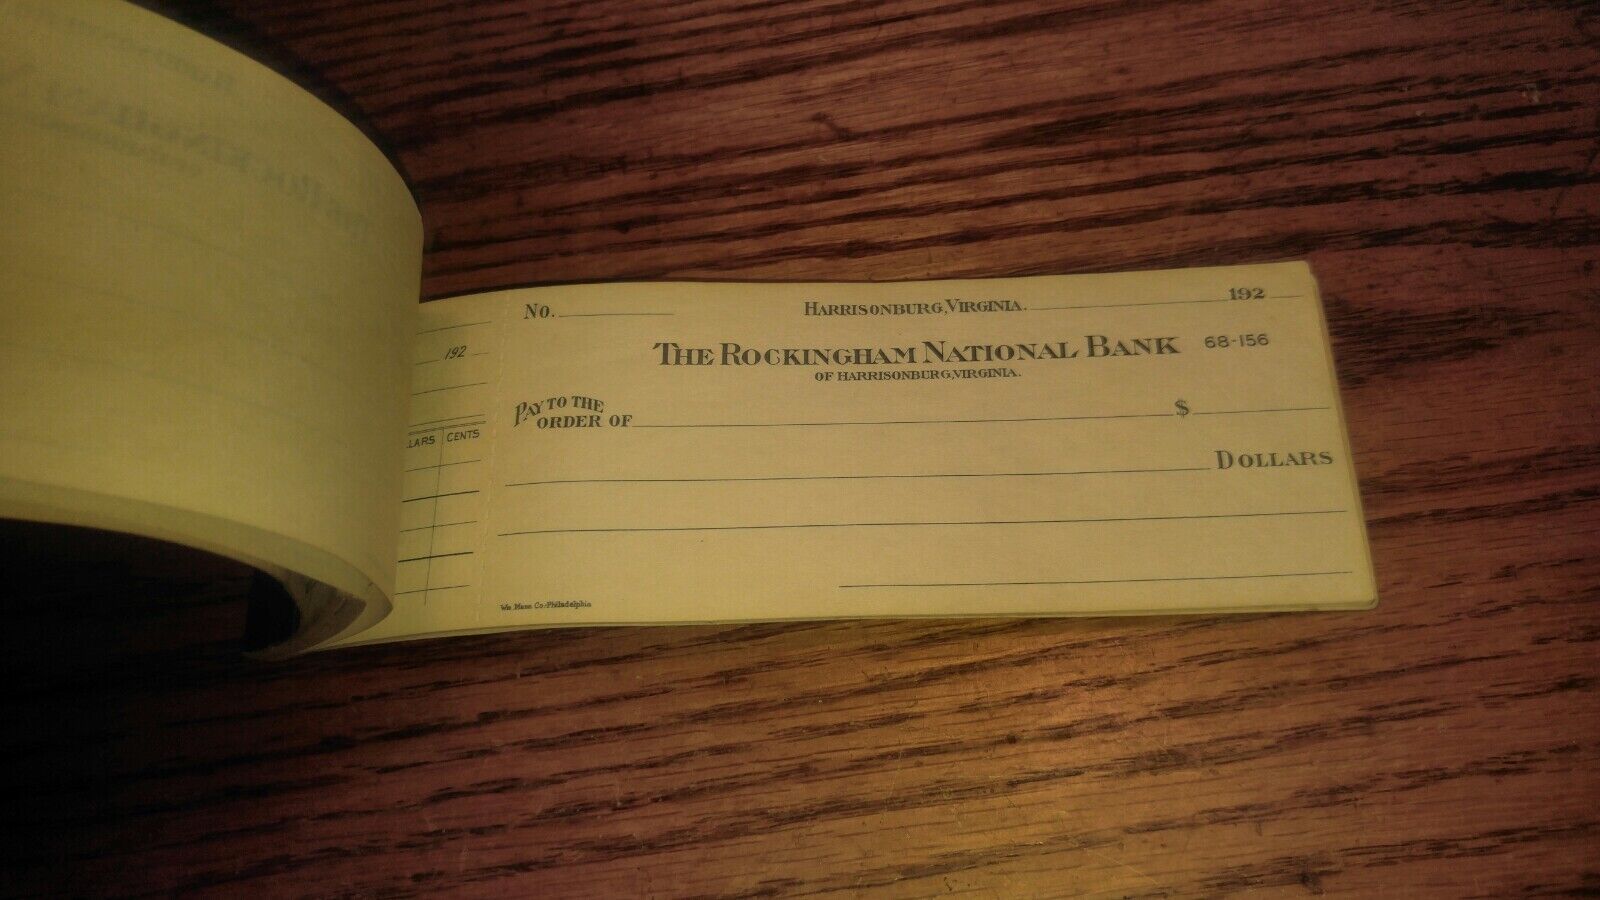 No.
HARRISONBURG, VIRGINIA. 192
THE ROCKINGHAM NATIONAL BANK 68-156
OF HARRISONBURG, VIRGINIA.
PAY TO THE
ORDER OF $
DOLLARS
Wm. Mann Co. Philadelphia
192
LARS CENTS